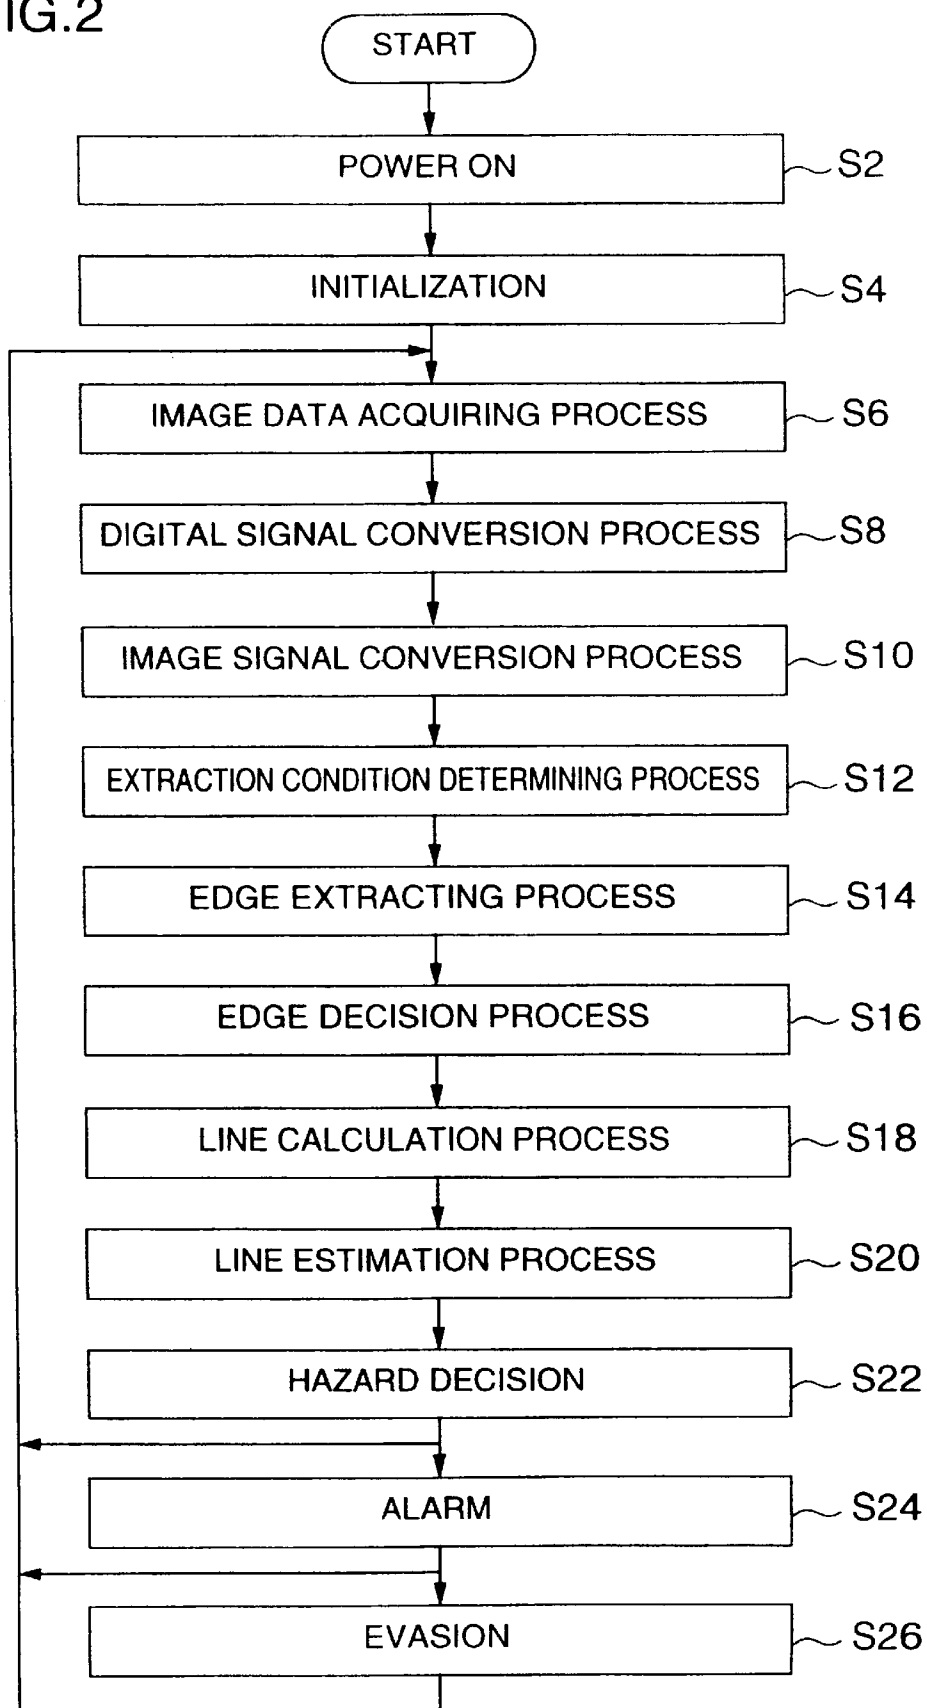 IG.2
START
POWER ON
S2
INITIALIZATION
S4
IMAGE DATA ACQUIRING PROCESS
S6
DIGITAL SIGNAL CONVERSION PROCESS
S8
IMAGE SIGNAL CONVERSION PROCESS
S10
EXTRACTION CONDITION DETERMINING PROCESS
S12
EDGE EXTRACTING PROCESS
S14
EDGE DECISION PROCESS
S16
LINE CALCULATION PROCESS
S18
LINE ESTIMATION PROCESS
S20
HAZARD DECISION
S22
ALARM
S24
EVASION
S26